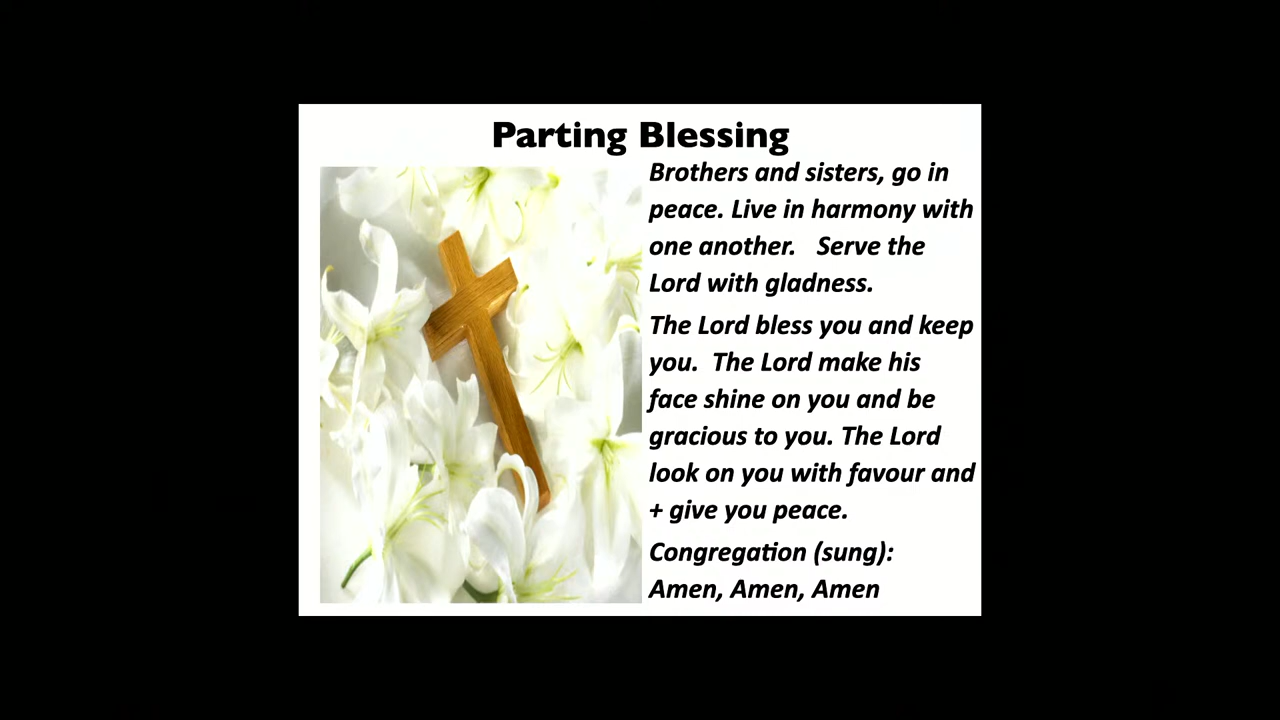 Parting Blessing
Brothers and sisters, go in
peace. Live in harmony with
one another.   Serve the
Lord with gladness.
The Lord bless you and keep
you.  The Lord make his
face shine on you and be
gracious to you. The Lord
look on you with favour and
+ give you peace.
Congregation (sung):
Amen, Amen, Amen